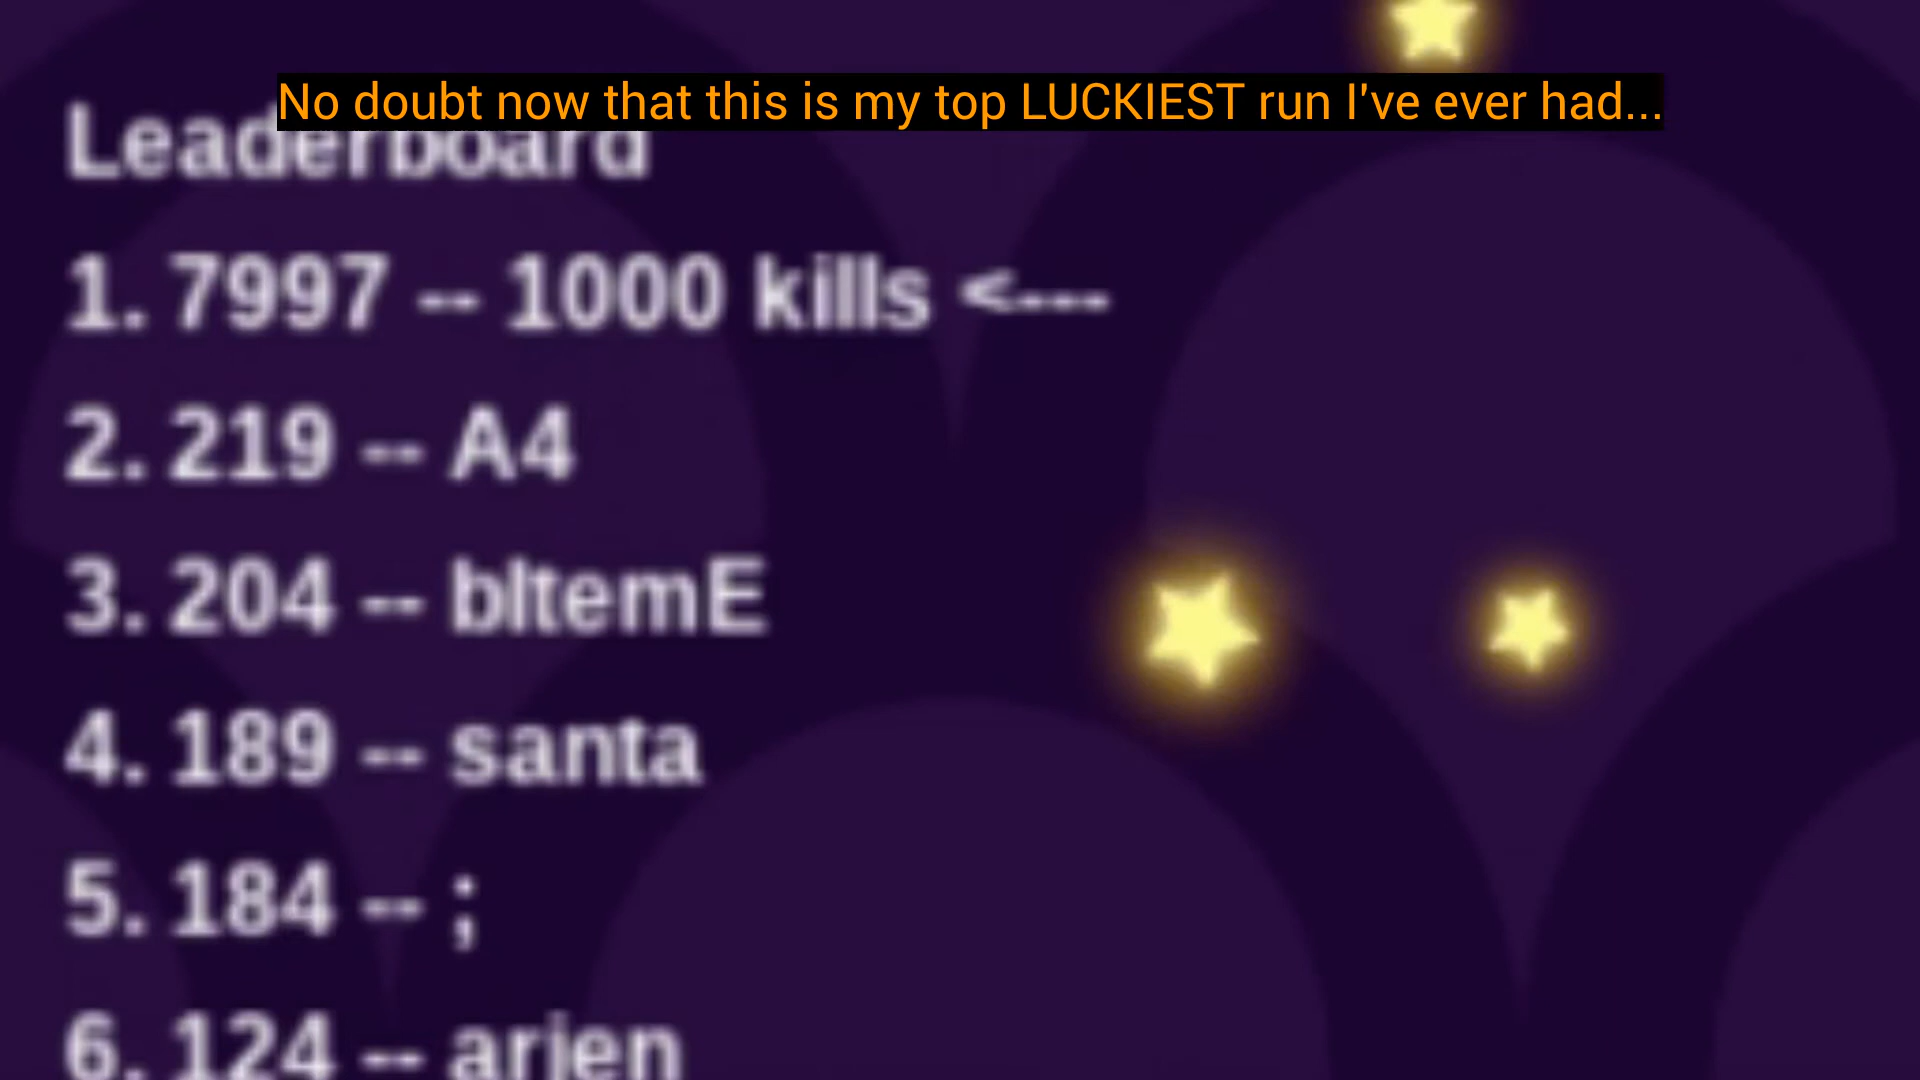 No doubt now that this is my top LUCKIEST run I've ever had...
Leaderboard
1. 7997 -- 1000 kills <---
2. 219 -- A4
3. 204 -- bltemE
4. 189 -- santa
5. 184 -- ;
6. 124 -- arien